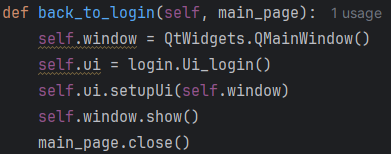 def back_to_login(self, main_page): 1 usage
    self.window = QtWidgets.QMainWindow()
    self.ui = login.Ui_login()
    self.ui.setupUi(self.window)
    self.window.show()
    main_page.close()